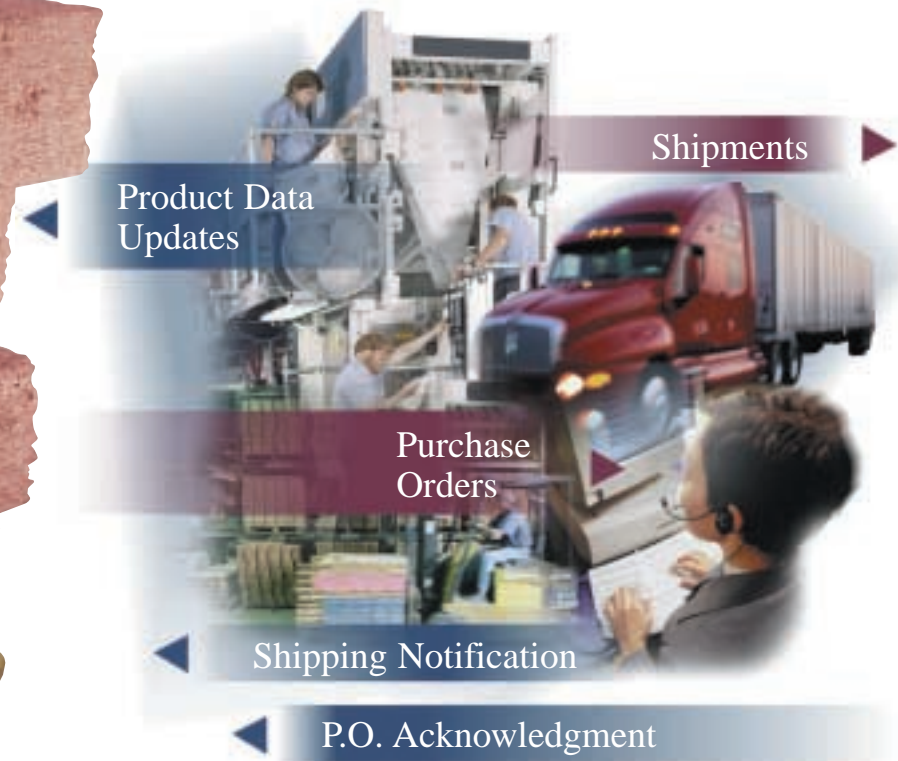 Shipments
Product Data
Updates
Purchase
Orders
Shipping Notification
P.O. Acknowledgment